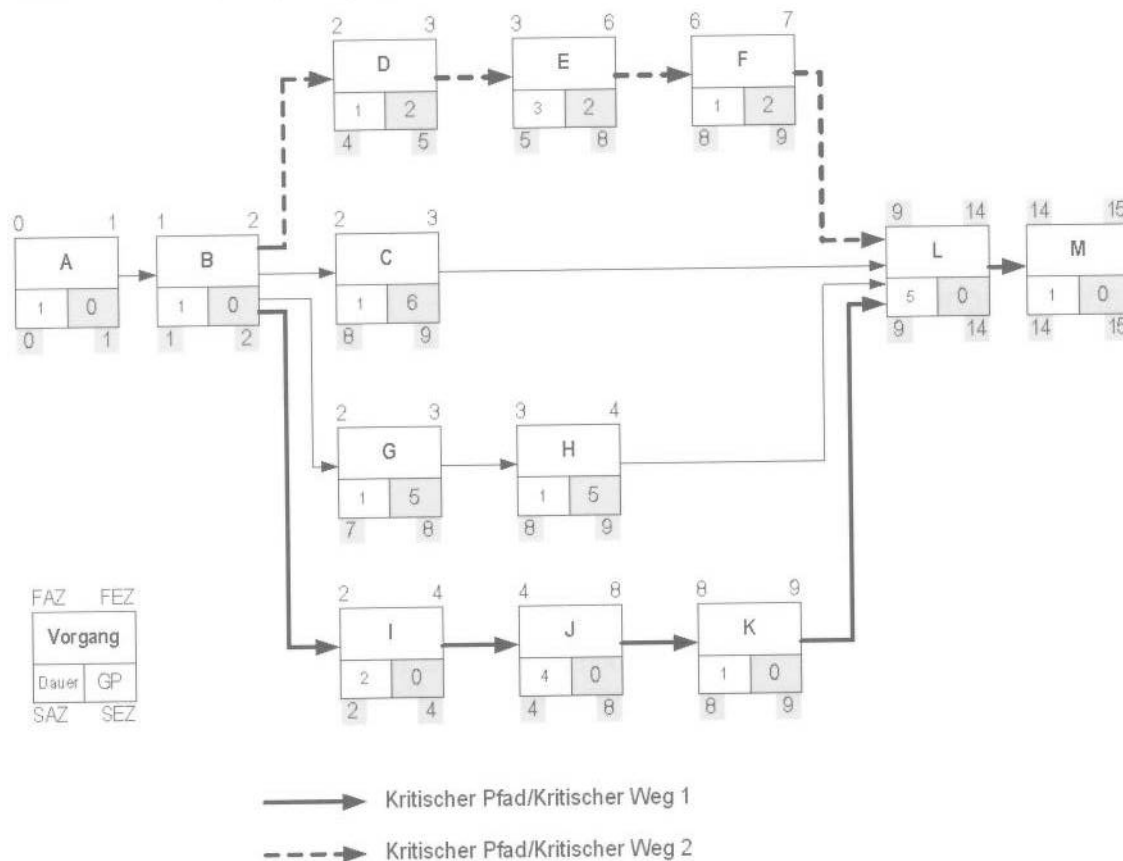 2 3 3 6 6 7
D E F
1 2 3 2 1 2
4 5 5 8 8 9
0 1 1 2 2 3 9 14 14 15
A B C L M
1 0 1 0 1 6 5 0 1 0
0 1 1 2 8 9 9 14 14 15
2 3 3 4
G H
1 5 1 5
7 8 8 9
2 4 4 8 8 9
I J K
2 0 4 0 1 0
2 4 4 8 8 9
FAZ FEZ
Vorgang
Dauer GP
SAZ SEZ
Kritischer Pfad/Kritischer Weg 1
Kritischer Pfad/Kritischer Weg 2